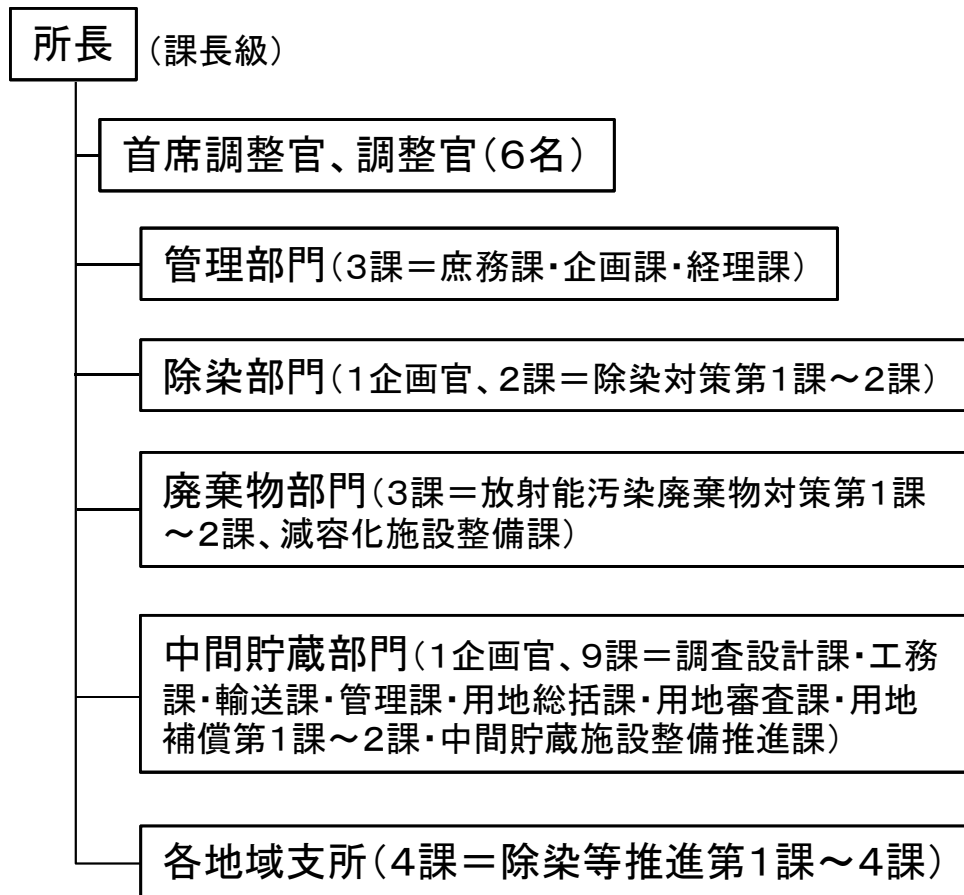 所長 (課長級)
首席調整官、調整官(6名)
管理部門(3課=庶務課・企画課・経理課)
除染部門(1企画官、2課=除染対策第1課~2課)
廃棄物部門(3課=放射能汚染廃棄物対策第1課
~2課、減容化施設整備課)
中間貯蔵部門(1企画官、9課=調査設計課・工務
課・輸送課・管理課・用地総括課・用地審査課・用地
補償第1課~2課・中間貯蔵施設整備推進課)
各地域支所(4課=除染等推進第1課~4課)